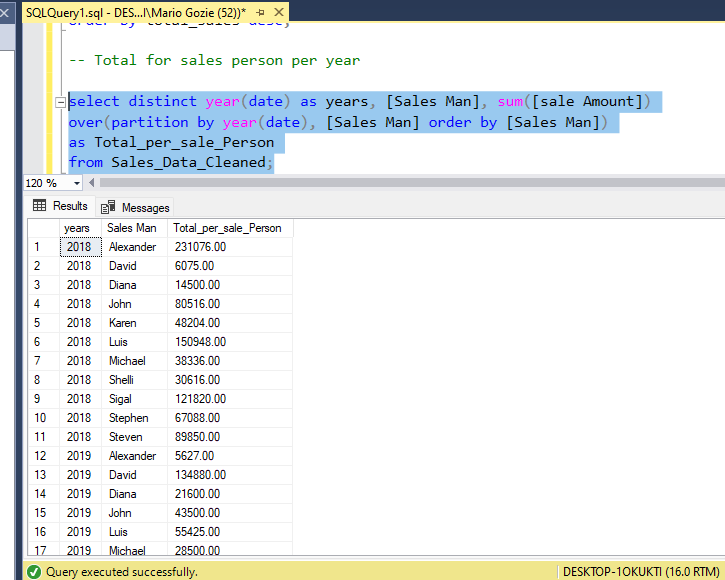 SQLQuery1.sql - DES...I\Mario Gozie (52))*
order by total_sales desc;
-- Total for sales person per year
select distinct year(date) as years, [Sales Man], sum([sale Amount])
over(partition by year(date), [Sales Man] order by [Sales Man])
as Total_per_sale_Person
from Sales_Data_Cleaned;
120 %
Results Messages
years Sales Man Total_per_sale_Person
1 2018 Alexander 231076.00
2 2018 David 6075.00
3 2018 Diana 14500.00
4 2018 John 80516.00
5 2018 Karen 48204.00
6 2018 Luis 150948.00
7 2018 Michael 38336.00
8 2018 Shelli 30616.00
9 2018 Sigal 121820.00
10 2018 Stephen 67088.00
11 2018 Steven 89850.00
12 2019 Alexander 5627.00
13 2019 David 134880.00
14 2019 Diana 21600.00
15 2019 John 43500.00
16 2019 Luis 55425.00
17 2019 Michael 28500.00
Query executed successfully. DESKTOP-1OKUKTI (16.0 RTM)